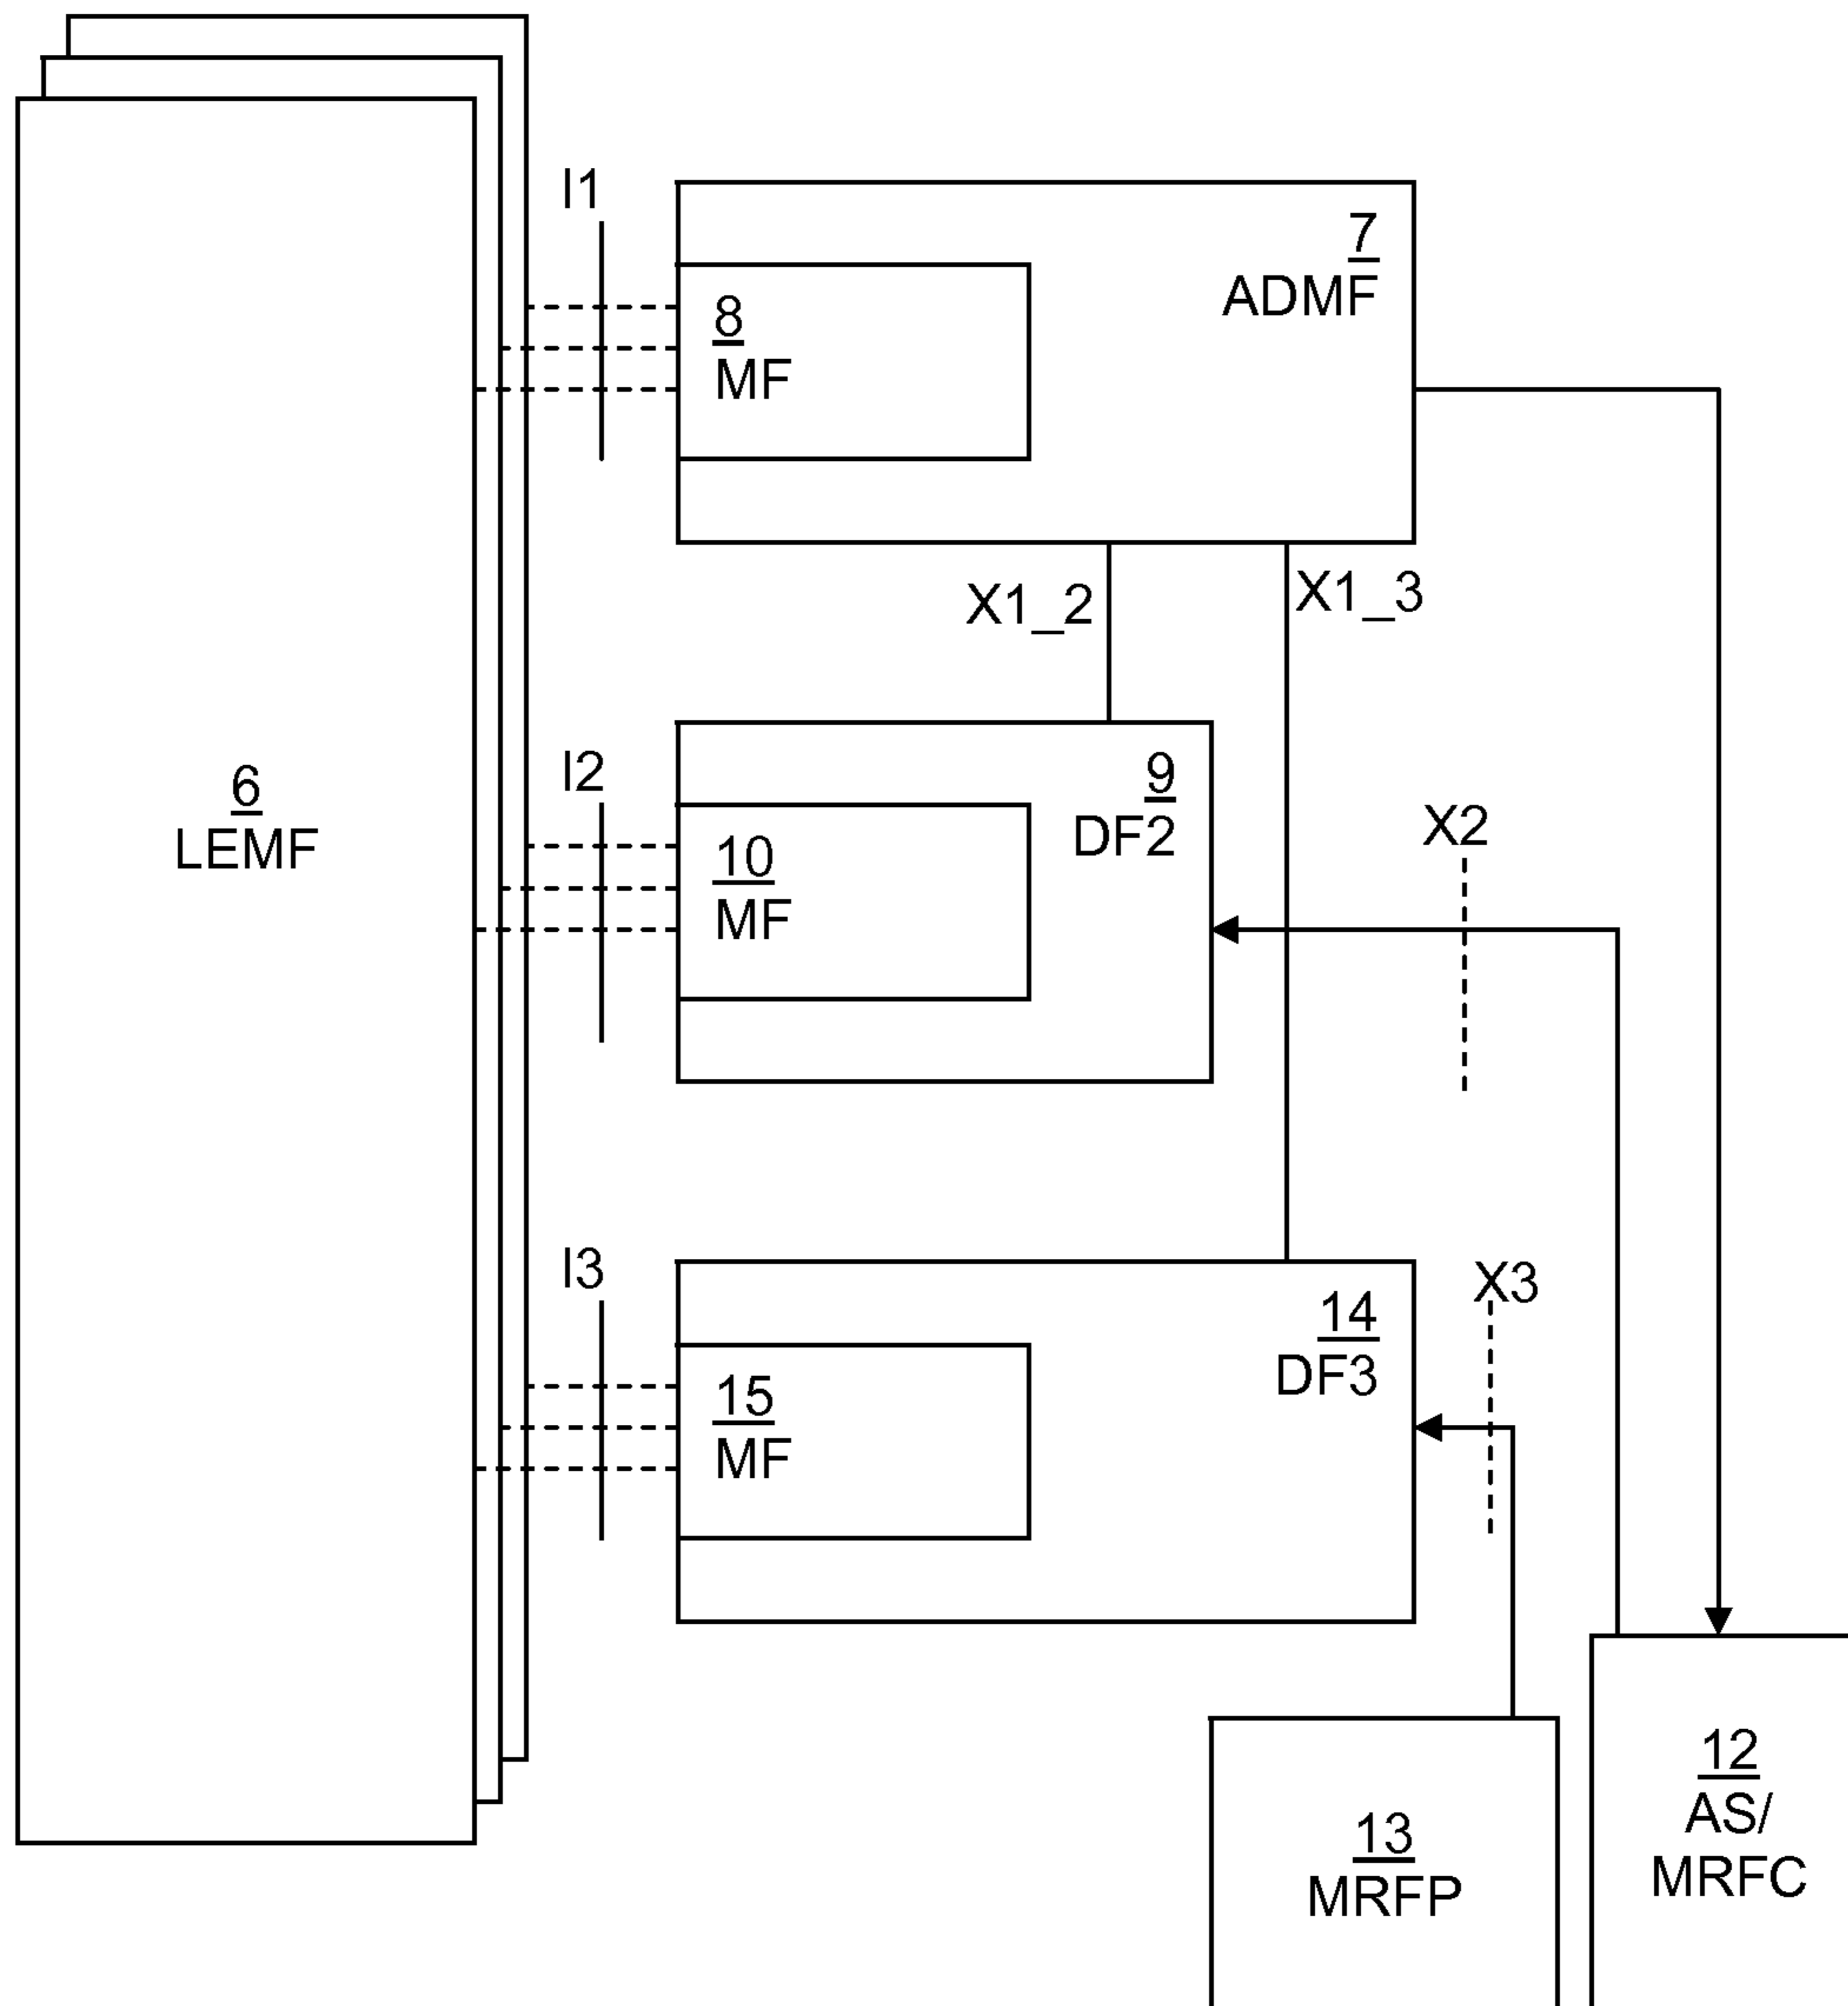 I1
7
ADMF
8
MF
X1_2
X1_3
6
LEMF
I2
9
DF2
10
MF
X2
I3
14
DF3
15
MF
X3
12
AS/
MRFC
13
MRFP